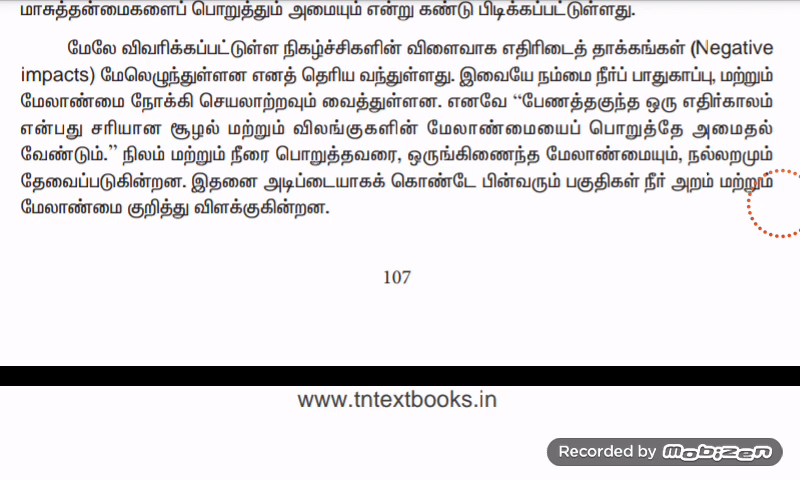 மாசுத்தன்மைகளைப் பொறுத்தும் அமையும் என்று கண்டு பிடிக்கப்பட்டுள்ளது.
மேலே விவரிக்கப்பட்டுள்ள நிகழ்ச்சிகளின் விளைவாக எதிரிடைத் தாக்கங்கள் (Negative
impacts) மேலெழுந்துள்ளன எனத் தெரிய வந்துள்ளது. இவையே நம்மை நீர்ப் பாதுகாப்பு, மற்றும்
மேலாண்மை நோக்கி செயலாற்றவும் வைத்துள்ளன. எனவே “பேணத்தகுந்த ஒரு எதிர்காலம்
என்பது சரியான சூழல் மற்றும் விலங்குகளின் மேலாண்மையைப் பொறுத்தே அமைதல்
வேண்டும்.” நிலம் மற்றும் நீரை பொறுத்தவரை, ஒருங்கிணைந்த மேலாண்மையும், நல்லறமும்
தேவைப்படுகின்றன. இதனை அடிப்டையாகக் கொண்டே பின்வரும் பகுதிகள் நீர் அறம் மற்றும்
மேலாண்மை குறித்து விளக்குகின்றன.
107
www.tntextbooks.in
Recorded by mobizen